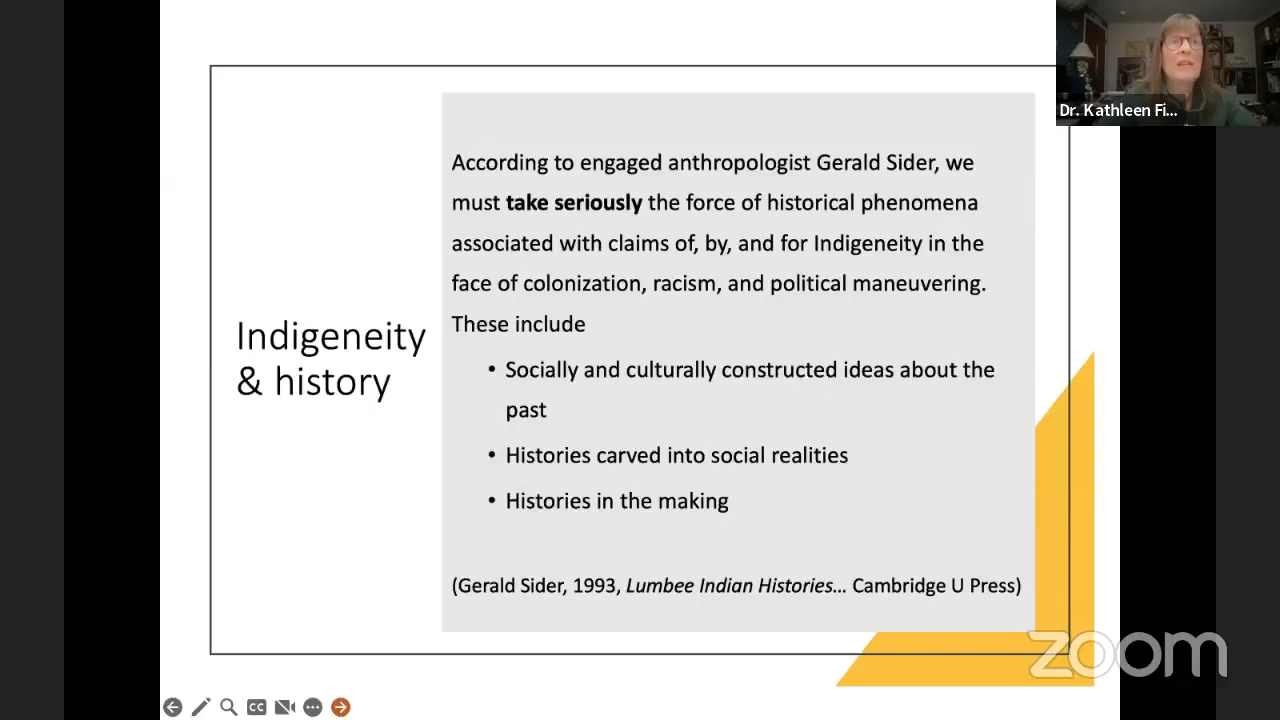 Dr. Kathleen Fi...
According to engaged anthropologist Gerald Sider, we
must take seriously the force of historical phenomena
associated with claims of, by, and for Indigeneity in the
face of colonization, racism, and political maneuvering.
These include
Indigeneity
& history
• Socially and culturally constructed ideas about the
past
• Histories carved into social realities
• Histories in the making
(Gerald Sider, 1993, Lumbee Indian Histories... Cambridge U Press)
zoom
CC